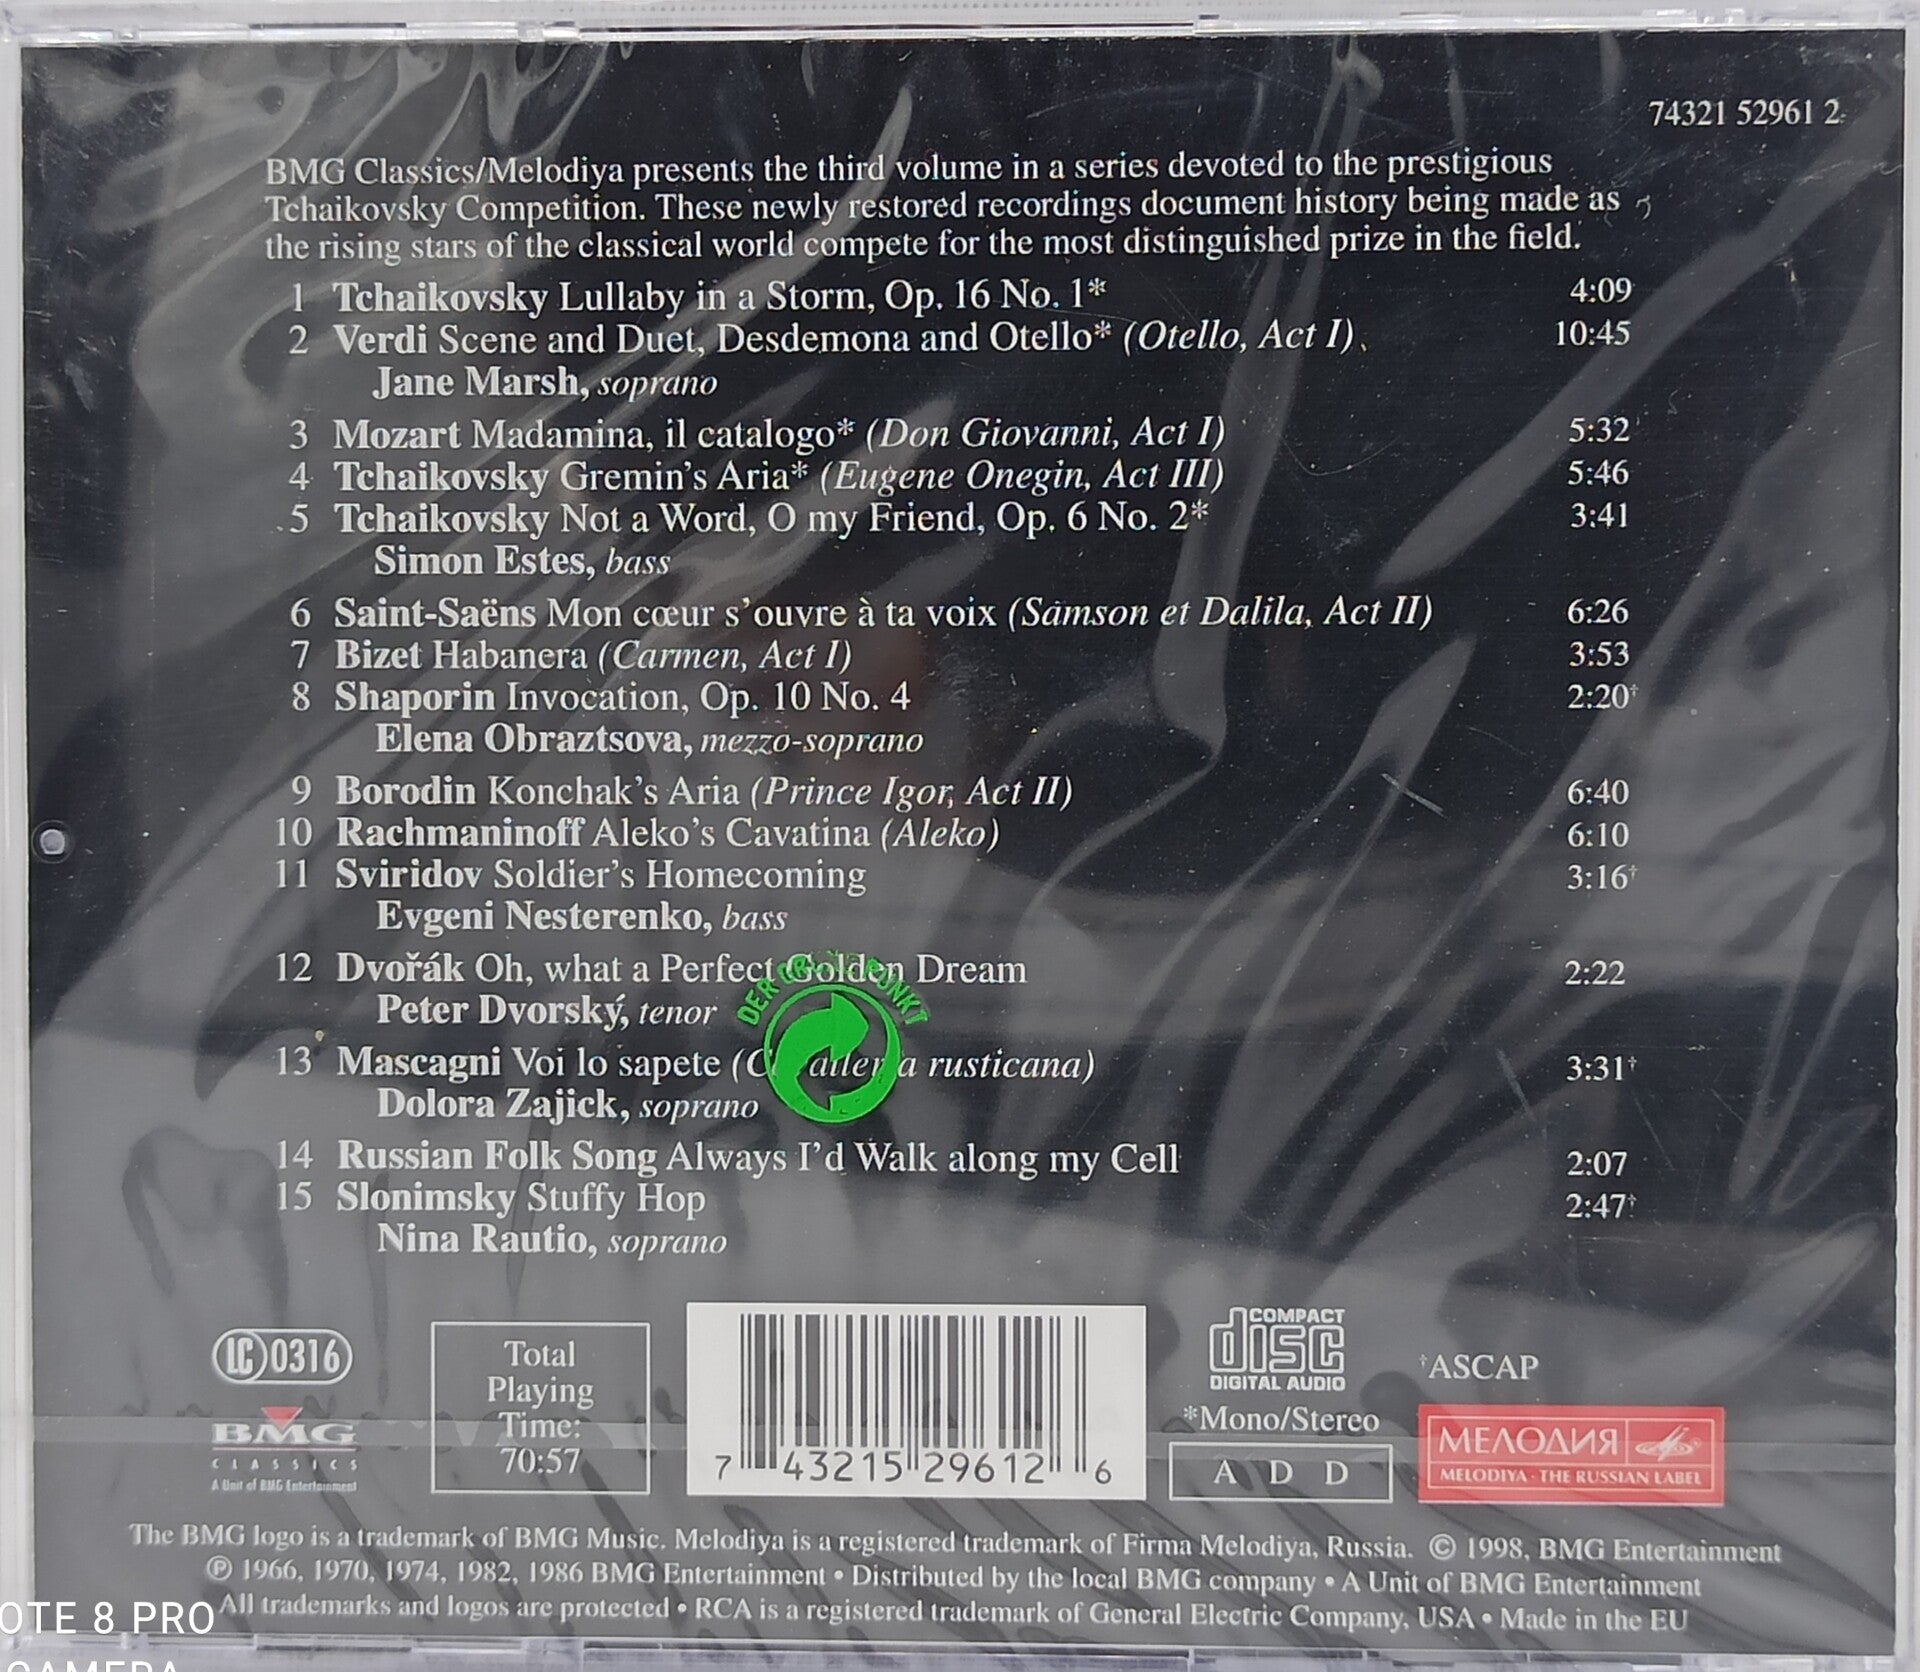 74321 52961 2
BMG Classics/Melodiya presents the third volume in a series devoted to the prestigious
Tchaikovsky Competition. These newly restored recordings document history being made as
the rising stars of the classical world compete for the most distinguished prize in the field.
1 Tchaikovsky Lullaby in a Storm, Op. 16 No. 1* 4:09
2 Verdi Scene and Duet, Desdemona and Otello* (Otello, Act I) 10:45
Jane Marsh, soprano
3 Mozart Madamina, il catalogo* (Don Giovanni, Act I) 5:32
4 Tchaikovsky Gremin's Aria* (Eugene Onegin, Act III) 5:46
5 Tchaikovsky Not a Word, O my Friend, Op. 6 No. 2* 3:41
Simon Estes, bass
6 Saint-Saëns Mon cœur s'ouvre à ta voix (Samson et Dalila, Act II) 6:26
7 Bizet Habanera (Carmen, Act I) 3:53
8 Shaporin Invocation, Op. 10 No. 4 2:20†
Elena Obraztsova, mezzo-soprano
9 Borodin Konchak's Aria (Prince Igor, Act II) 6:40
10 Rachmaninoff Aleko's Cavatina (Aleko) 6:10
11 Sviridov Soldier's Homecoming 3:16†
Evgeni Nesterenko, bass
12 Dvořák Oh, what a Perfect Golden Dream 2:22
Peter Dvorský, tenor
DER GRÜNE PUNKT
13 Mascagni Voi lo sapete (Cavalleria rusticana) 3:31†
Dolora Zajick, soprano
14 Russian Folk Song Always I'd Walk along my Cell 2:07
15 Slonimsky Stuffy Hop 2:47†
Nina Rautio, soprano
LC 0316
BMG
CLASSICS
A Unit of BMG Entertainment
Total
Playing
Time:
70:57
7 43215 29612 6
COMPACT
disc
DIGITAL AUDIO
*Mono/Stereo
A D D
†ASCAP
МЕЛОДИЯ
MELODIYA · THE RUSSIAN LABEL
The BMG logo is a trademark of BMG Music. Melodiya is a registered trademark of Firma Melodiya, Russia. © 1998, BMG Entertainment
℗ 1966, 1970, 1974, 1982, 1986 BMG Entertainment • Distributed by the local BMG company • A Unit of BMG Entertainment
All trademarks and logos are protected • RCA is a registered trademark of General Electric Company, USA • Made in the EU
OTE 8 PRO
CAMERA